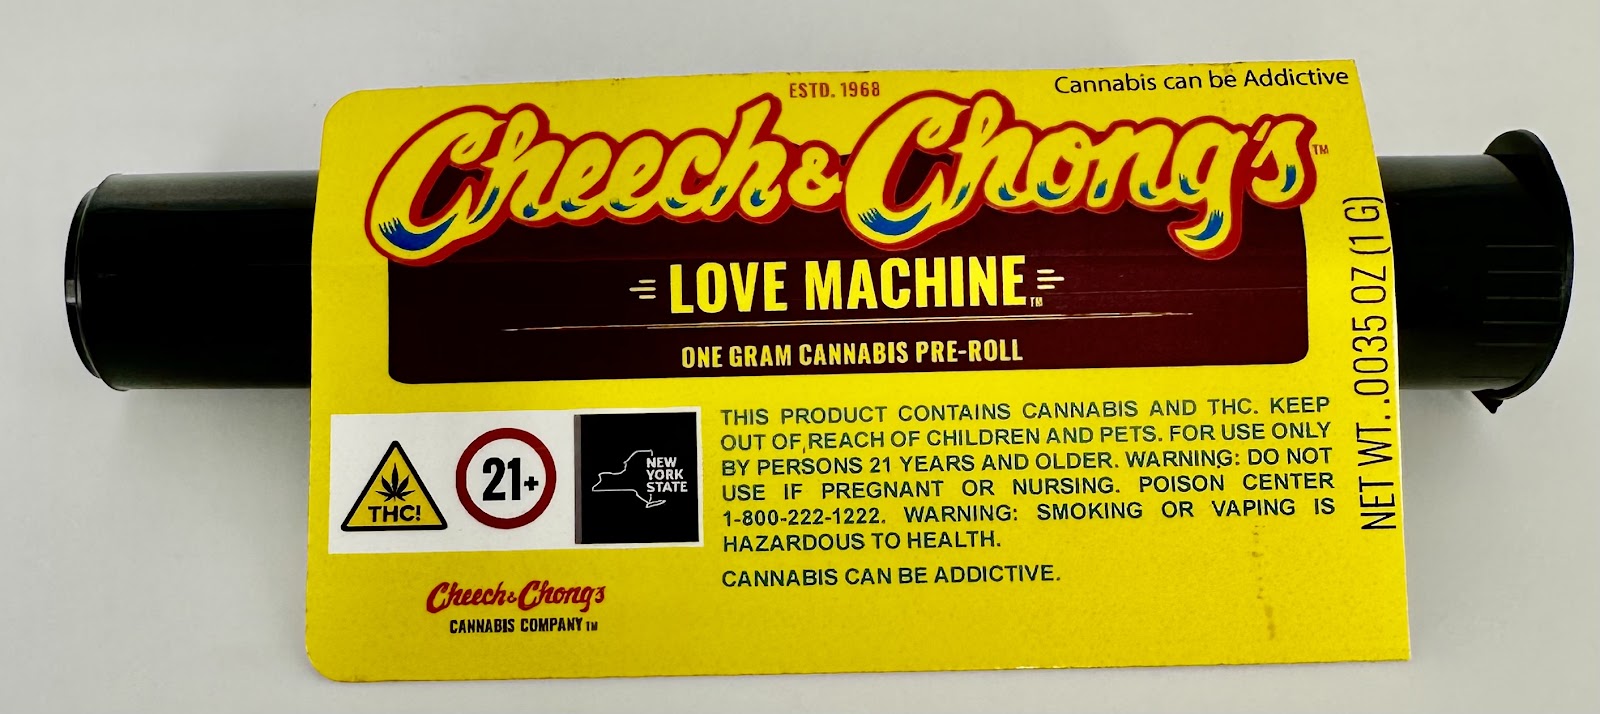 ESTD. 1968
Cannabis can be Addictive
Cheech & Chong's™
LOVE MACHINE™
ONE GRAM CANNABIS PRE-ROLL
NET WT..0035 OZ (1 G)
THC!
21+
NEW
YORK
STATE
THIS PRODUCT CONTAINS CANNABIS AND THC. KEEP
OUT OF REACH OF CHILDREN AND PETS. FOR USE ONLY
BY PERSONS 21 YEARS AND OLDER. WARNING: DO NOT
USE IF PREGNANT OR NURSING. POISON CENTER
1-800-222-1222. WARNING: SMOKING OR VAPING IS
HAZARDOUS TO HEALTH.
CANNABIS CAN BE ADDICTIVE.
Cheech & Chong's
CANNABIS COMPANY™